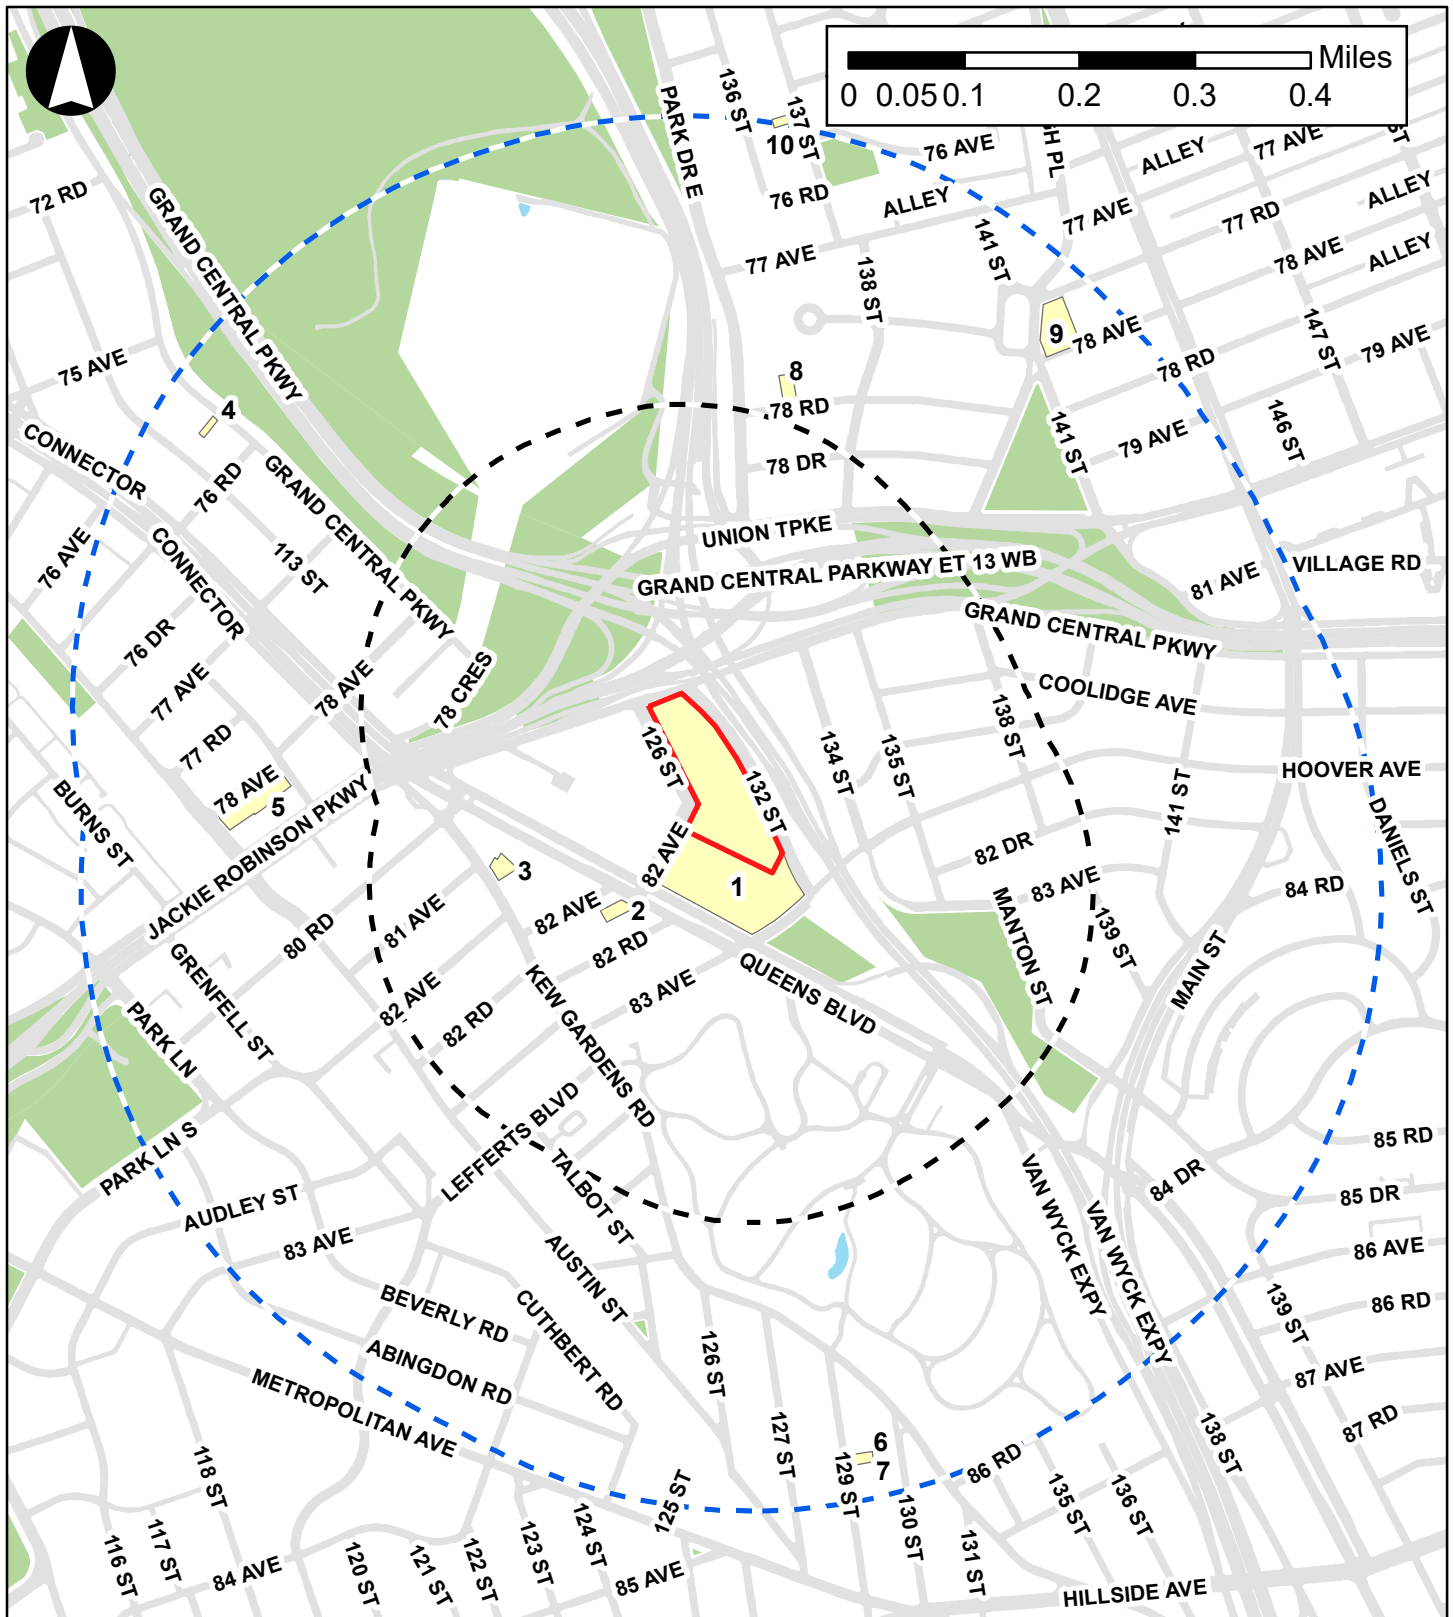 Miles
0 0.05 0.1 0.2 0.3 0.4
136 ST
137 ST
PARK DR E
10
76 AVE
ALLEY
77 AVE
GH PL
ST
72 RD
76 RD
ALLEY
77 AVE
77 RD
ALLEY
GRAND CENTRAL PKWY
77 AVE
138 ST
141 ST
78 AVE
ALLEY
9
78 AVE
147 ST
79 AVE
75 AVE
8
78 RD
78 RD
4
CONNECTOR
78 DR
141 ST
79 AVE
146 ST
76 RD
GRAND CENTRAL PKWY
76 AVE
CONNECTOR
113 ST
UNION TPKE
GRAND CENTRAL PARKWAY ET 13 WB
81 AVE
VILLAGE RD
76 DR
GRAND CENTRAL PKWY
77 AVE
78 AVE
78 CRES
COOLIDGE AVE
77 RD
126 ST
132 ST
134 ST
135 ST
138 ST
141 ST
HOOVER AVE
78 AVE
5
BURNS ST
JACKIE ROBINSON PKWY
3
82 AVE
1
82 DR
83 AVE
84 RD
DANIELS ST
82 AVE
2
81 AVE
80 RD
82 RD
MANTON ST
139 ST
GRENFELL ST
QUEENS BLVD
MAIN ST
82 AVE
83 AVE
82 RD
KEW GARDENS RD
PARK LN
LEFFERTS BLVD
PARK LN S
85 RD
TALBOT ST
VAN WYCK EXPY
84 DR
85 DR
AUDLEY ST
83 AVE
AUSTIN ST
VAN WYCK EXPY
86 AVE
BEVERLY RD
CUTHBERT RD
139 ST
86 RD
ABINGDON RD
126 ST
87 AVE
METROPOLITAN AVE
127 ST
6
7
129 ST
86 RD
138 ST
87 RD
118 ST
125 ST
130 ST
135 ST
136 ST
116 ST
117 ST
84 AVE
120 ST
121 ST
122 ST
123 ST
124 ST
85 AVE
131 ST
HILLSIDE AVE